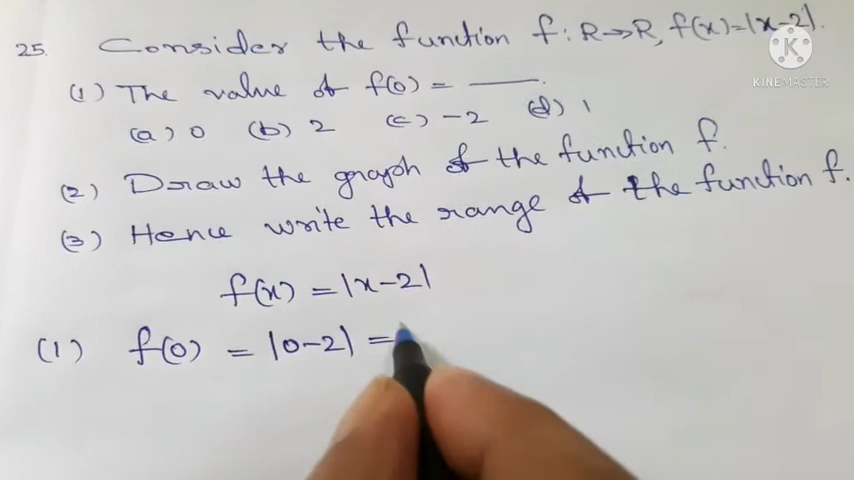 25. Consider the function f: R→R, f(x)=|x-2|.
(1) The value of f(0) = ____.
(a) 0 (b) 2 (c) -2 (d) 1
(2) Draw the graph of the function f.
(3) Hence write the range of the function f.
f(x) = |x-2|
(1) f(0) = |0-2| =
K
KINEMASTER